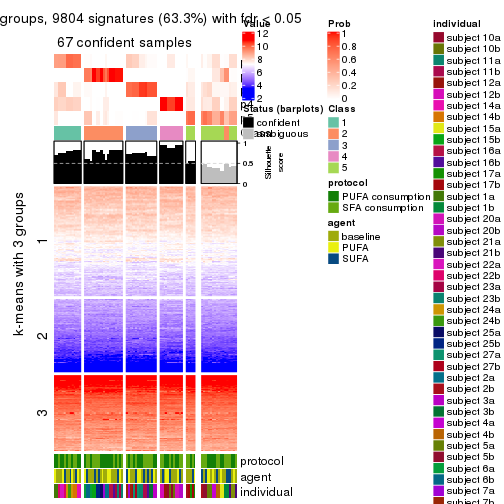 groups, 9804 signatures (63.3%) with fdr < 0.05
67 confident samples
k-means with 3 groups
1
2
3
1
0.5
0
Silhouette
score
protocol
agent
individual
Value
12
10
8
6
4
2
Status (barplots)
confident
ambiguous
Prob
1
0.8
0.6
0.4
0.2
0
Class
1
2
3
4
5
protocol
PUFA consumption
SFA consumption
agent
baseline
PUFA
SUFA
individual
subject 10a
subject 10b
subject 11a
subject 11b
subject 12a
subject 12b
subject 14a
subject 14b
subject 15a
subject 15b
subject 16a
subject 16b
subject 17a
subject 17b
subject 1a
subject 1b
subject 20a
subject 20b
subject 21a
subject 21b
subject 22a
subject 22b
subject 23a
subject 23b
subject 24a
subject 24b
subject 25a
subject 25b
subject 27a
subject 27b
subject 2a
subject 2b
subject 3a
subject 3b
subject 4a
subject 4b
subject 5a
subject 5b
subject 6a
subject 6b
subject 7a
subject 7b